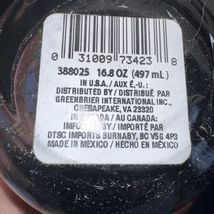 0 31009 73423 8
388025 16.8 OZ (497 mL)
IN U.S.A./ AUX É.-U.:
DISTRIBUTED BY / DISTRIBUÉ PAR
GREENBRIER INTERNATIONAL INC.,
CHESAPEAKE, VA 23320
IN CANADA / AU CANADA:
IMPORTED BY / IMPORTÉ PAR
DTSC IMPORTS BURNABY, BC V5G 4P3
MADE IN MEXICO / HECHO EN MÉXICO